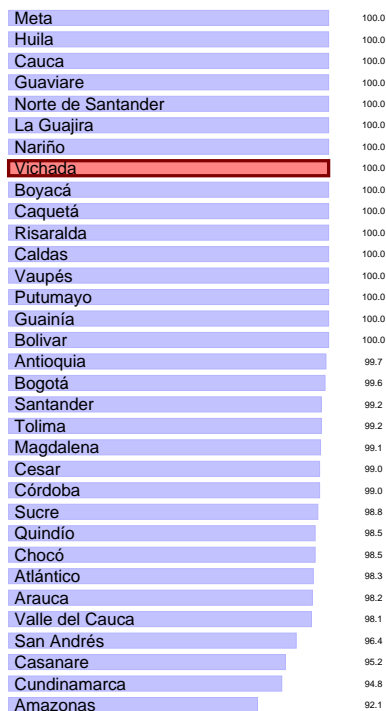 Meta 100.0
Huila 100.0
Cauca 100.0
Guaviare 100.0
Norte de Santander 100.0
La Guajira 100.0
Nariño 100.0
Vichada 100.0
Boyacá 100.0
Caquetá 100.0
Risaralda 100.0
Caldas 100.0
Vaupés 100.0
Putumayo 100.0
Guainía 100.0
Bolivar 100.0
Antioquia 99.7
Bogotá 99.6
Santander 99.2
Tolima 99.2
Magdalena 99.1
Cesar 99.0
Córdoba 99.0
Sucre 98.8
Quindío 98.5
Chocó 98.5
Atlántico 98.3
Arauca 98.2
Valle del Cauca 98.1
San Andrés 96.4
Casanare 95.2
Cundinamarca 94.8
Amazonas 92.1